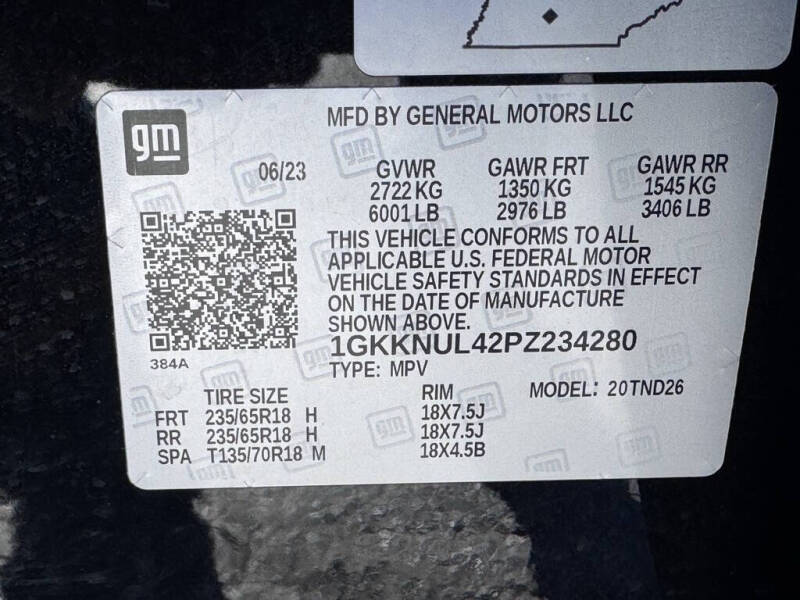 gm
MFD BY GENERAL MOTORS LLC
06/23
GVWR GAWR FRT GAWR RR
2722 KG 1350 KG 1545 KG
6001 LB 2976 LB 3406 LB
THIS VEHICLE CONFORMS TO ALL
APPLICABLE U.S. FEDERAL MOTOR
VEHICLE SAFETY STANDARDS IN EFFECT
ON THE DATE OF MANUFACTURE
SHOWN ABOVE.
1GKKNUL42PZ234280
384A
TYPE: MPV
TIRE SIZE RIM MODEL: 20TND26
FRT 235/65R18 H 18X7.5J
RR 235/65R18 H 18X7.5J
SPA T135/70R18 M 18X4.5B